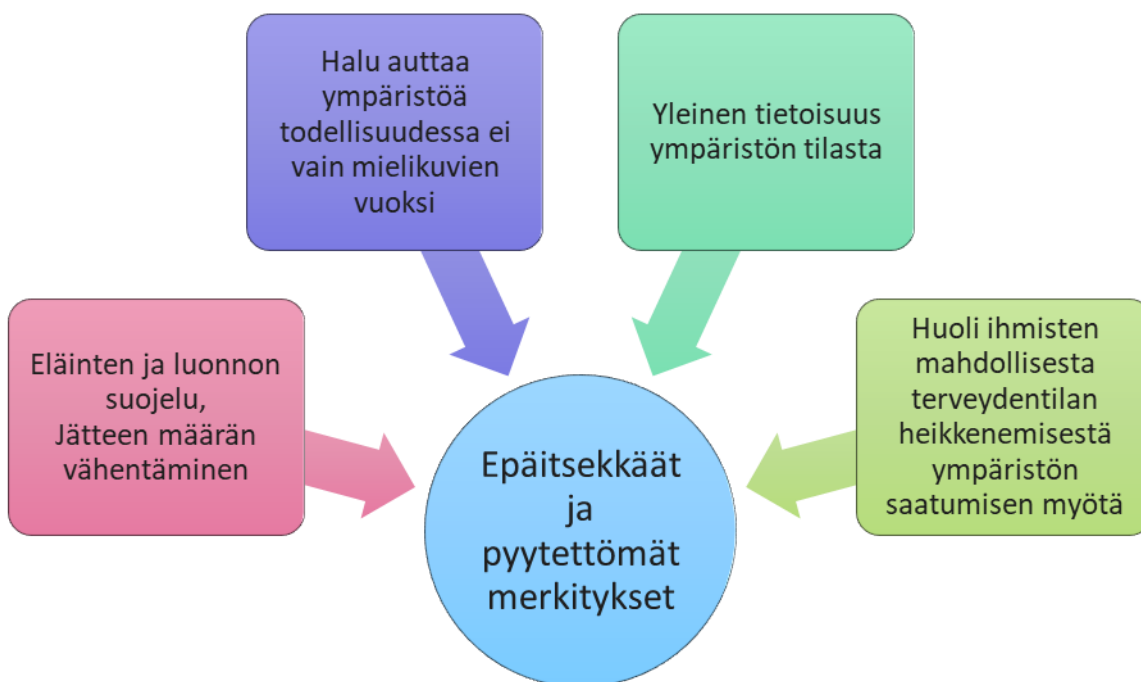 Halu auttaa
ympäristöä
todellisuudessa ei
vain mielikuvien
vuoksi
Yleinen tietoisuus
ympäristön tilasta
Eläinten ja luonnon
suojelu,
Jätteen määrän
vähentäminen
Huoli ihmisten
mahdollisesta
terveydentilan
heikkenemisestä
ympäristön
saatumisen myötä
Epäitsekkäät
ja
pyytettömät
merkitykset